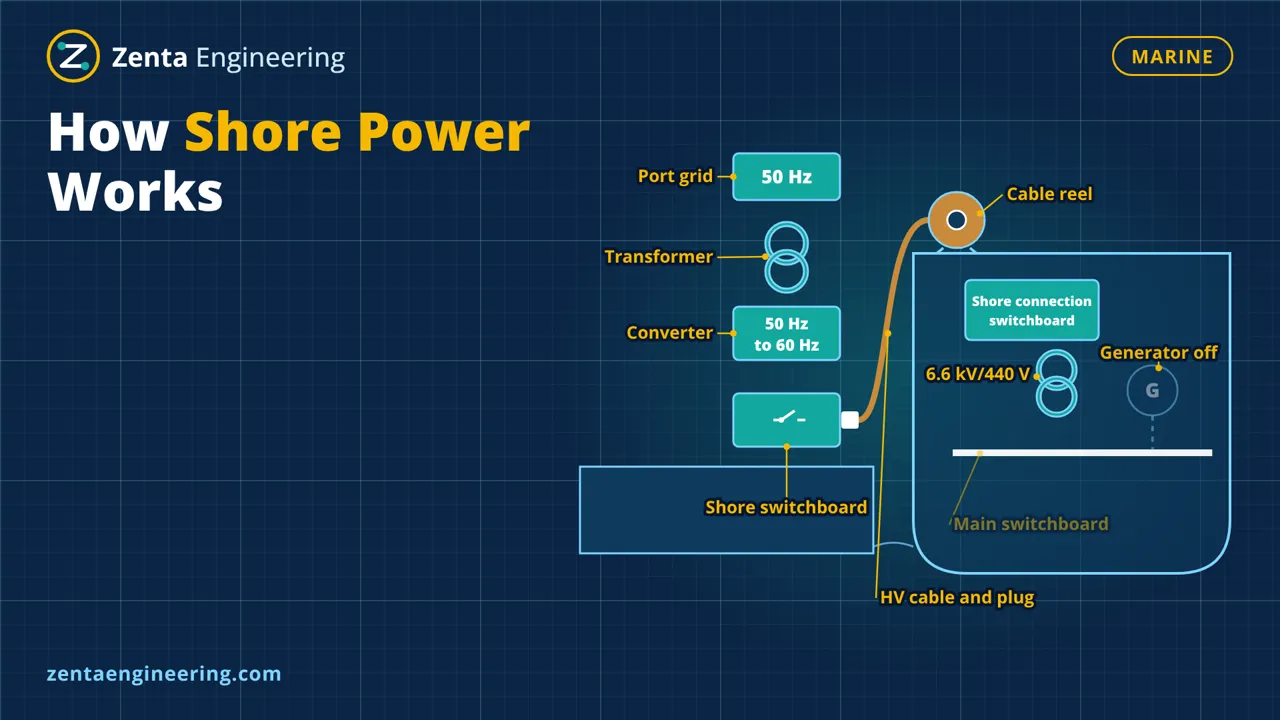 Zenta Engineering
MARINE
How Shore Power
Works
Port grid
50 Hz
Cable reel
Transformer
Shore connection
switchboard
Converter
50 Hz
to 60 Hz
Generator off
6.6 kV/440 V
G
Shore switchboard
Main switchboard
HV cable and plug
zentaengineering.com